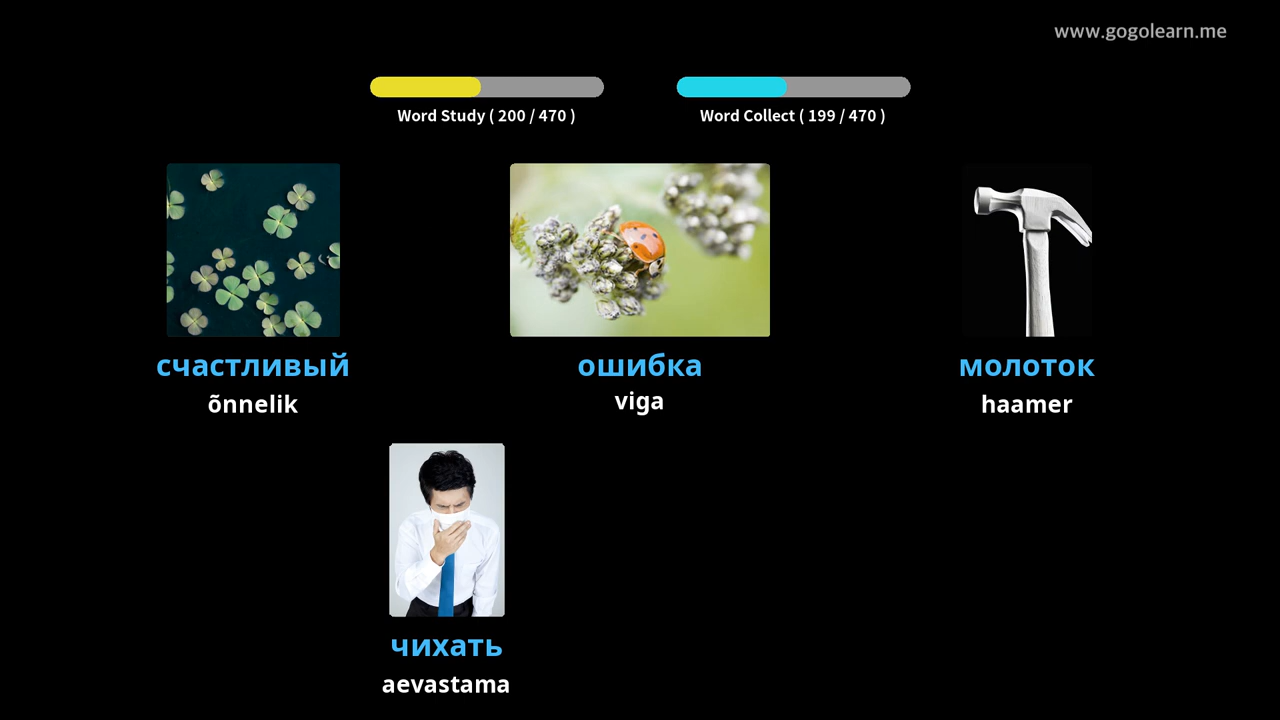 www.gogolearn.me
Word Study ( 200 / 470 )
Word Collect ( 199 / 470 )
счастливый
õnnelik
ошибка
viga
молоток
haamer
чихать
aevastama